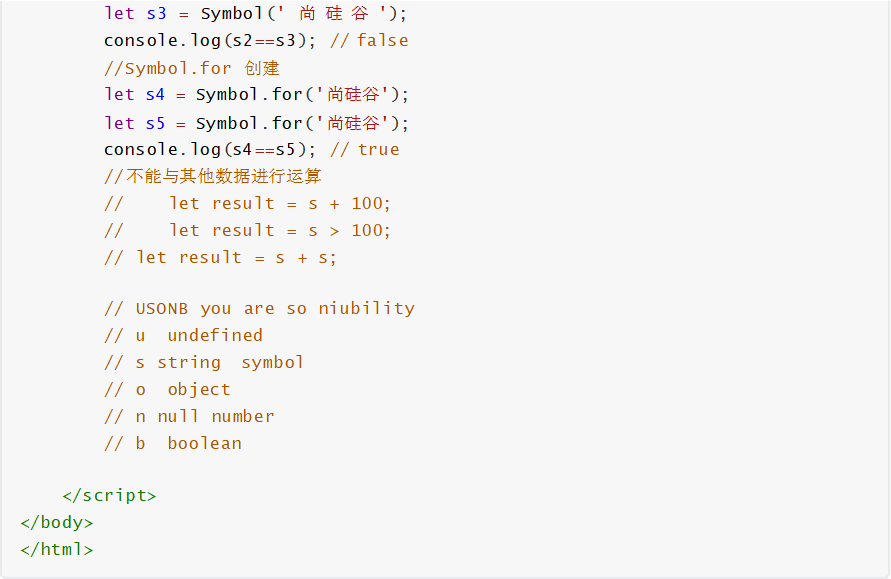 let s3 = Symbol(' 尚 硅 谷 ');
console.log(s2==s3); // false
//Symbol.for 创建
let s4 = Symbol.for('尚硅谷');
let s5 = Symbol.for('尚硅谷');
console.log(s4==s5); // true
//不能与其他数据进行运算
//    let result = s + 100;
//    let result = s > 100;
// let result = s + s;
// USONB you are so niubility
// u  undefined
// s string  symbol
// o  object
// n null number
// b  boolean
</script>
</body>
</html>